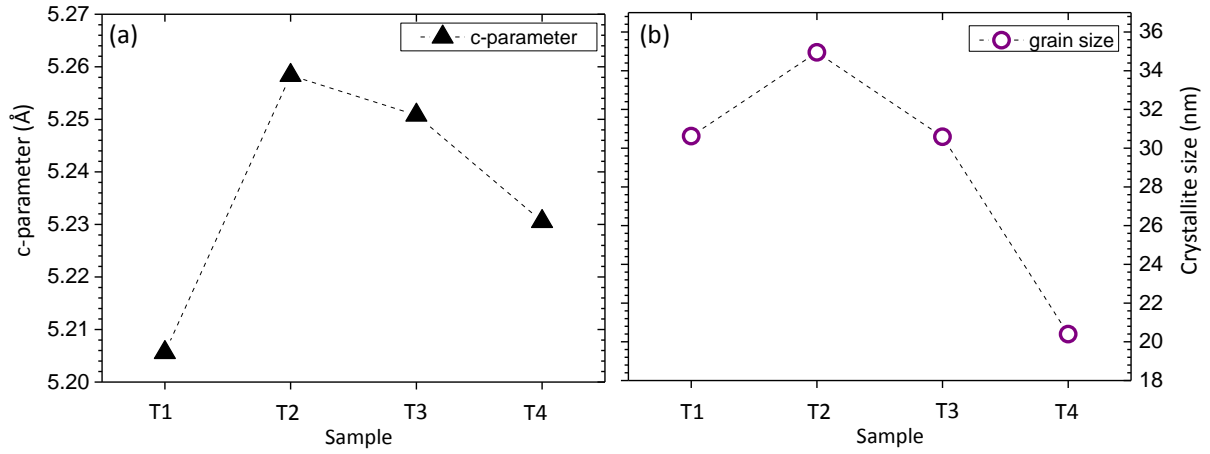 (a)
c-parameter
5.27
5.26
5.25
5.24
5.23
5.22
5.21
5.20
c-parameter (Å)
T1 T2 T3 T4
Sample
(b)
grain size
36
34
32
30
28
26
24
22
20
18
Crystallite size (nm)
T1 T2 T3 T4
Sample